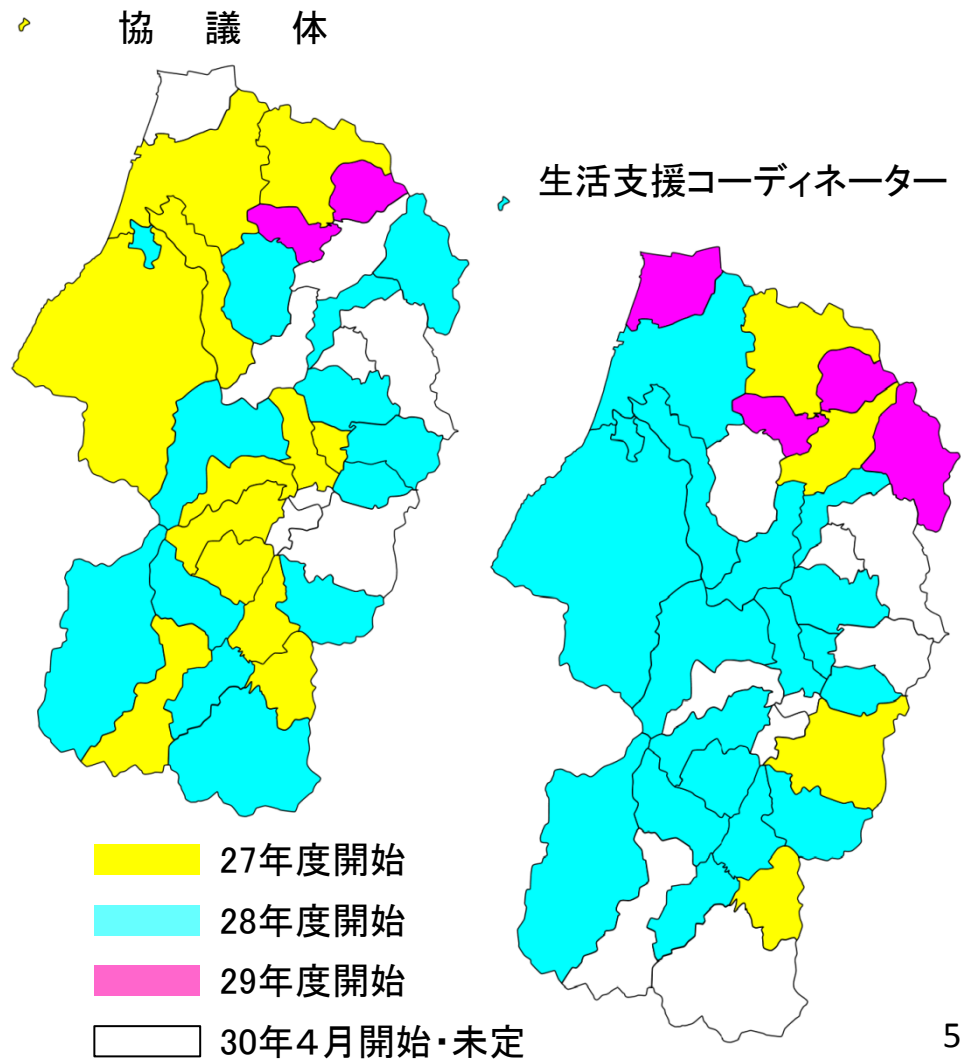 協 議 体
生活支援コーディネーター
27年度開始
28年度開始
29年度開始
30年４月開始・未定
5